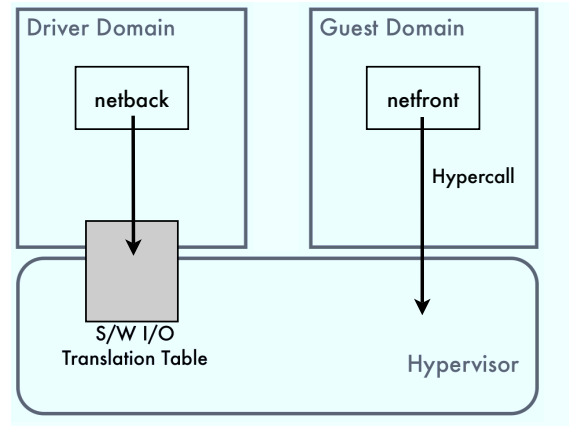 Driver Domain
Guest Domain
netback
netfront
Hypercall
S/W I/O
Translation Table
Hypervisor